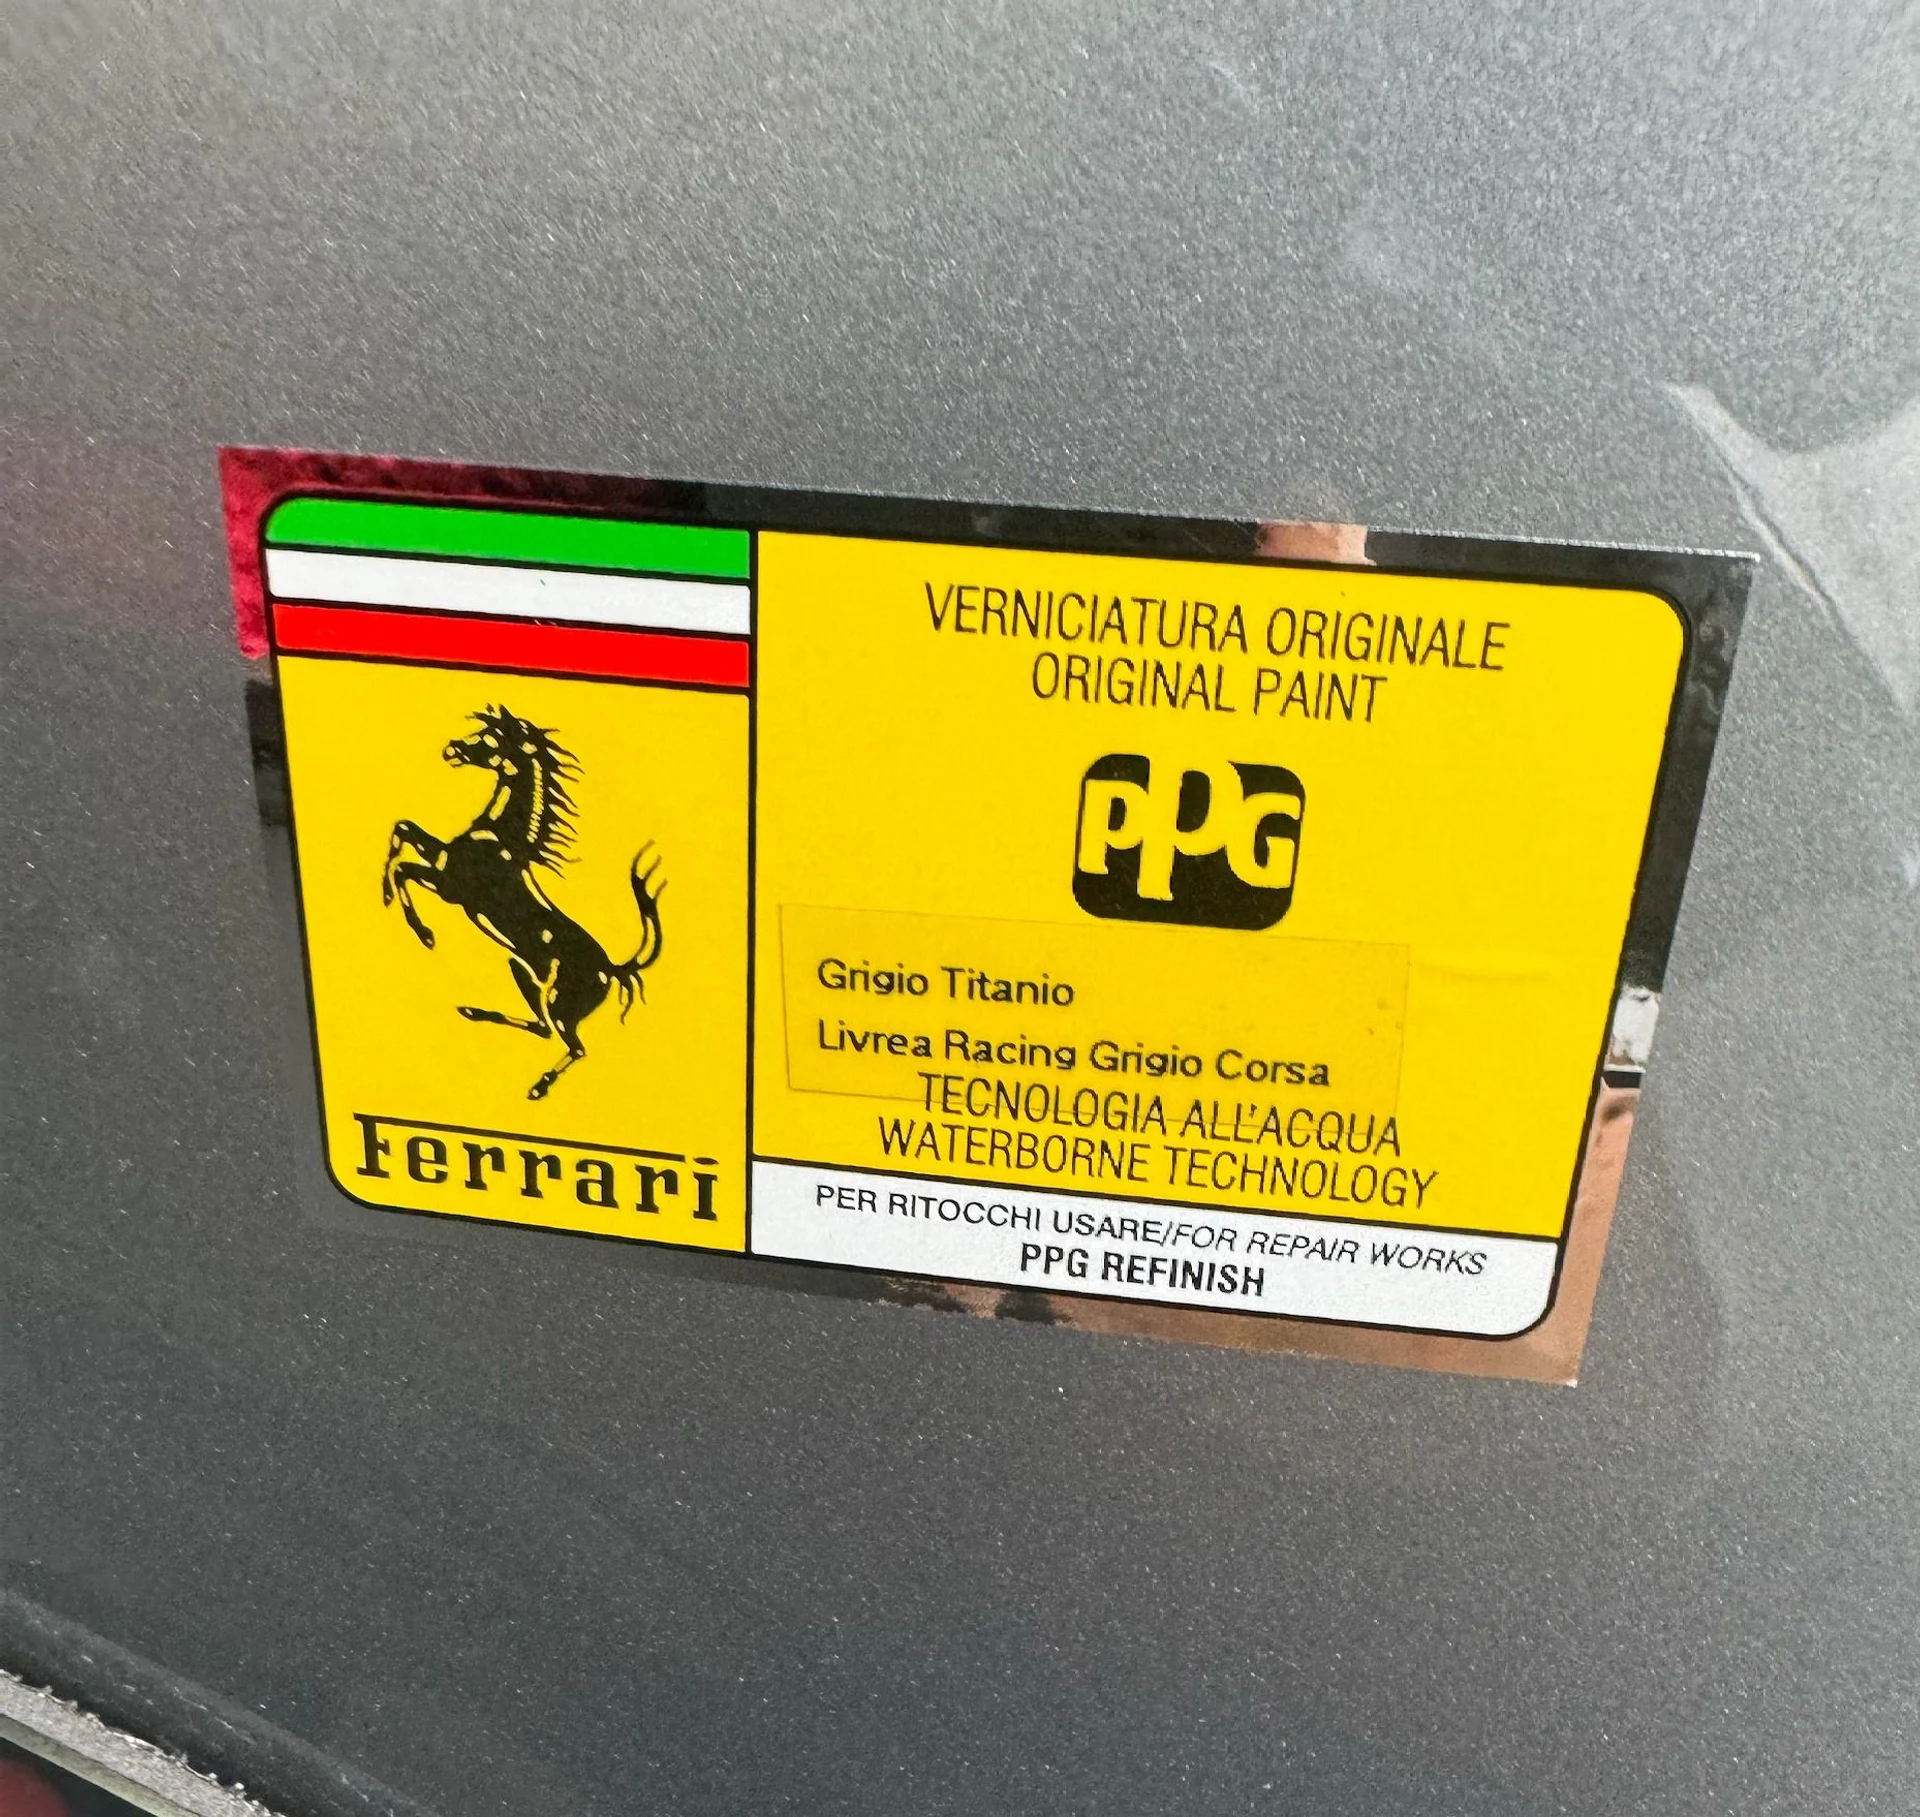 Ferrari
VERNICIATURA ORIGINALE
ORIGINAL PAINT
PPG
Grigio Titanio
Livrea Racing Grigio Corsa
TECNOLOGIA ALL'ACQUA
WATERBORNE TECHNOLOGY
PER RITOCCHI USARE/FOR REPAIR WORKS
PPG REFINISH